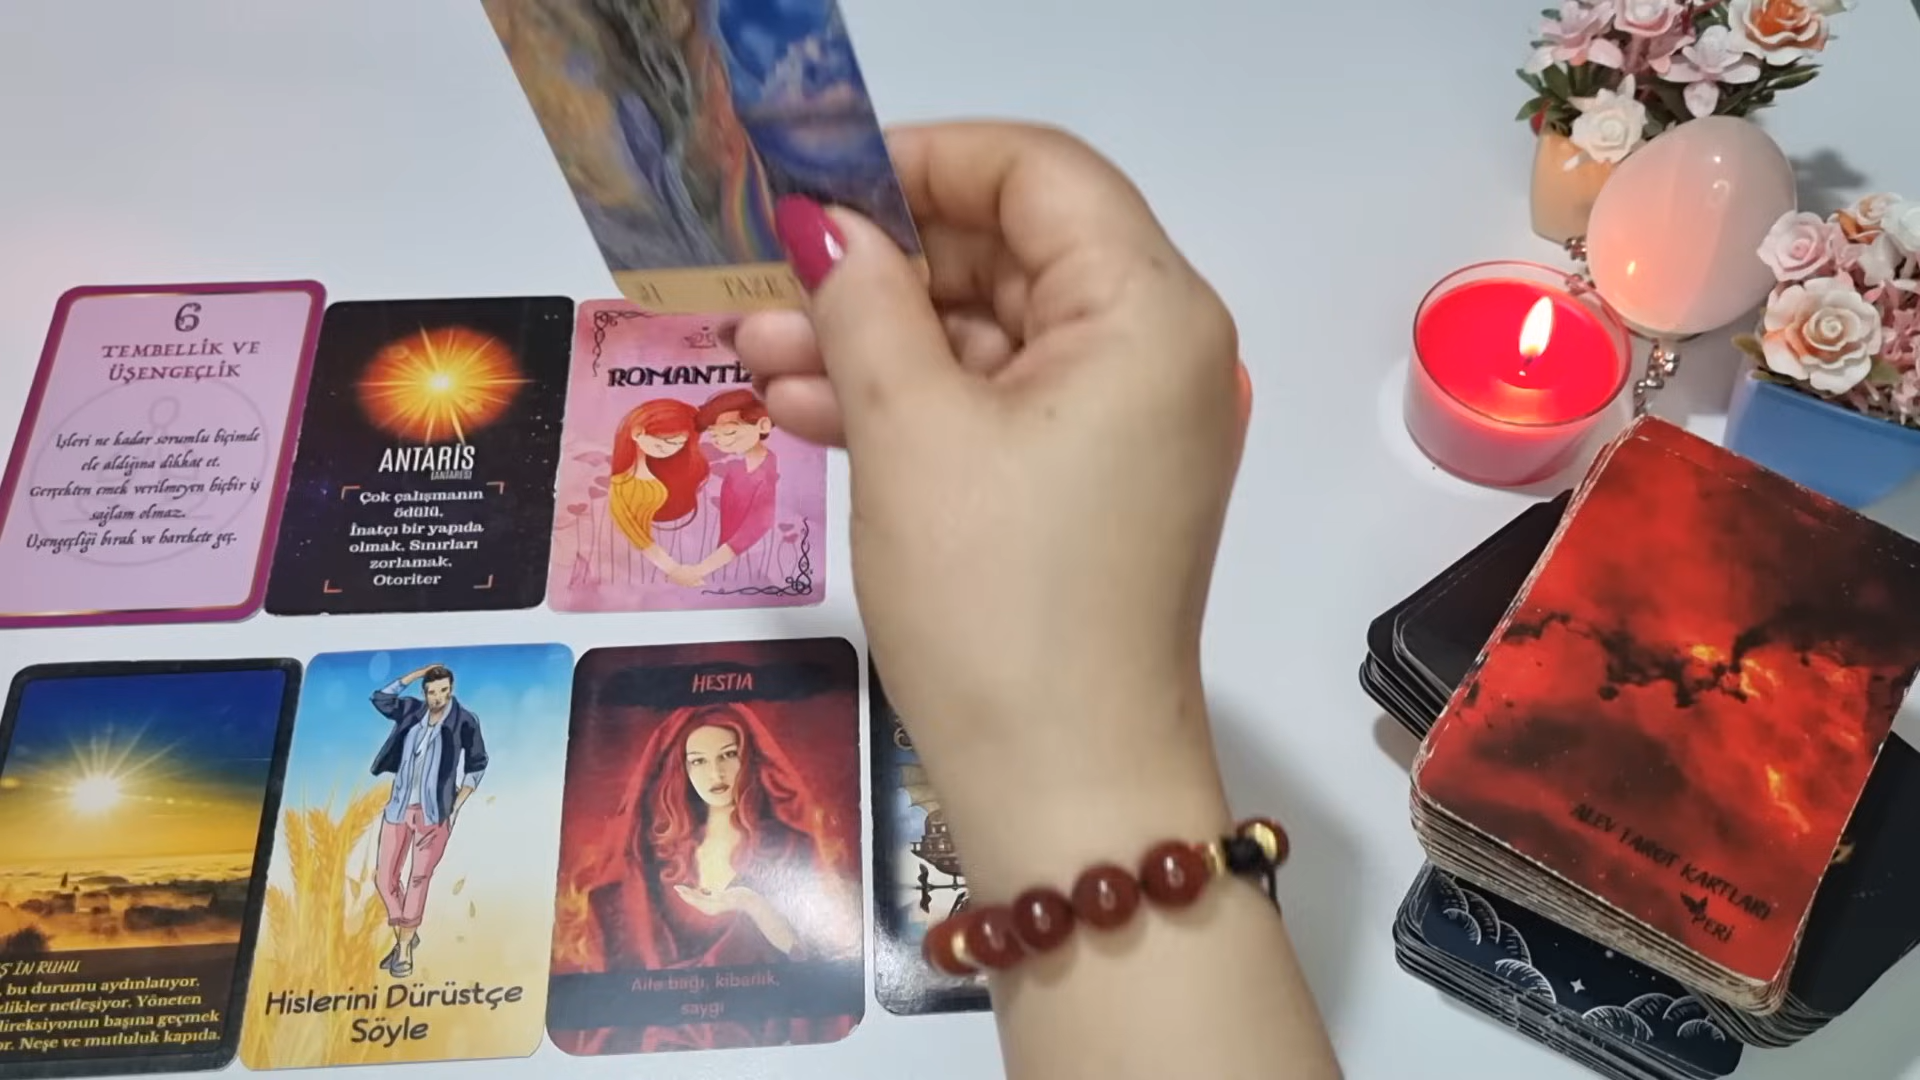 6
TEMBELLİK VE
ÜŞENGEÇLİK
İşleri ne kadar sorumlu biçimde
ele aldığına dikkat et.
Gerçekten emek verilmeyen hiçbir iş
sağlam olmaz.
Üşengeçliği bırak ve harekete geç.
ANTARİS
(ANTARES)
Çok çalışmanın
ödülü,
İnatçı bir yapıda
olmak, Sınırları
zorlamak,
Otoriter
ROMANTİZ
İN RUHU
bu durumu aydınlatıyor.
netleşiyor. Yöneten
direksiyonun başına geçmek
Neşe ve mutluluk kapıda.
Hislerini Dürüstçe
Söyle
HESTIA
Aile bağı, kibarlık,
saygı
ALEV TAROT KARTLARI
PERİ